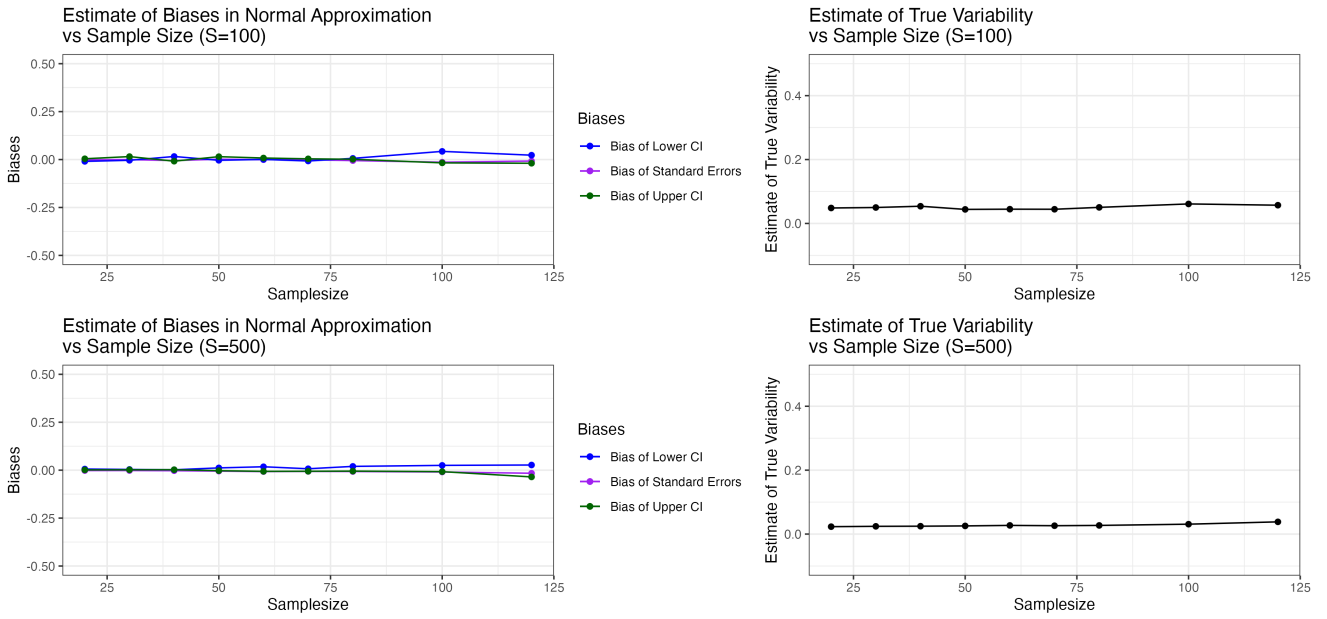 Estimate of Biases in Normal Approximation
vs Sample Size (S=100)
0.50
0.25
0.00
-0.25
-0.50
Biases
25 50 75 100 125
Samplesize
Biases
Bias of Lower CI
Bias of Standard Errors
Bias of Upper CI
Estimate of True Variability
vs Sample Size (S=100)
0.4
0.2
0.0
Estimate of True Variability
25 50 75 100 125
Samplesize
Estimate of Biases in Normal Approximation
vs Sample Size (S=500)
0.50
0.25
0.00
-0.25
-0.50
Biases
25 50 75 100 125
Samplesize
Biases
Bias of Lower CI
Bias of Standard Errors
Bias of Upper CI
Estimate of True Variability
vs Sample Size (S=500)
0.4
0.2
0.0
Estimate of True Variability
25 50 75 100 125
Samplesize